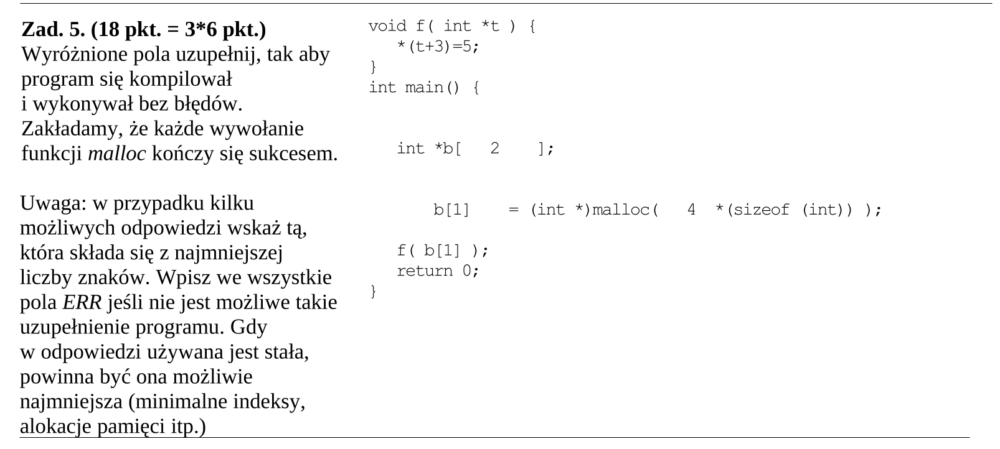 Zad. 5. (18 pkt. = 3*6 pkt.)
Wyróżnione pola uzupełnij, tak aby
program się kompilował
i wykonywał bez błędów.
Zakładamy, że każde wywołanie
funkcji malloc kończy się sukcesem.
Uwaga: w przypadku kilku
możliwych odpowiedzi wskaż tą,
która składa się z najmniejszej
liczby znaków. Wpisz we wszystkie
pola ERR jeśli nie jest możliwe takie
uzupełnienie programu. Gdy
w odpowiedzi używana jest stała,
powinna być ona możliwie
najmniejsza (minimalne indeksy,
alokacje pamięci itp.)
void f( int *t ) {
*(t+3)=5;
}
int main() {
int *b[ 2 ];
b[1] = (int *)malloc( 4 *(sizeof (int)) );
f( b[1] );
return 0;
}